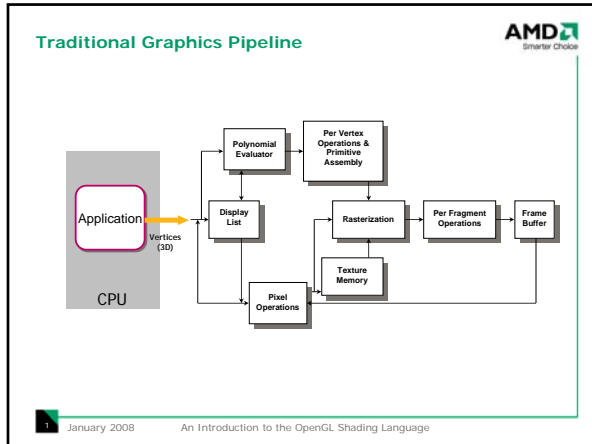 Traditional Graphics Pipeline
AMD
Smarter Choice
Polynomial
Evaluator
Per Vertex
Operations &
Primitive
Assembly
Application
Vertices
(3D)
Display
List
Rasterization
Per Fragment
Operations
Frame
Buffer
Texture
Memory
CPU
Pixel
Operations
1
January 2008
An Introduction to the OpenGL Shading Language